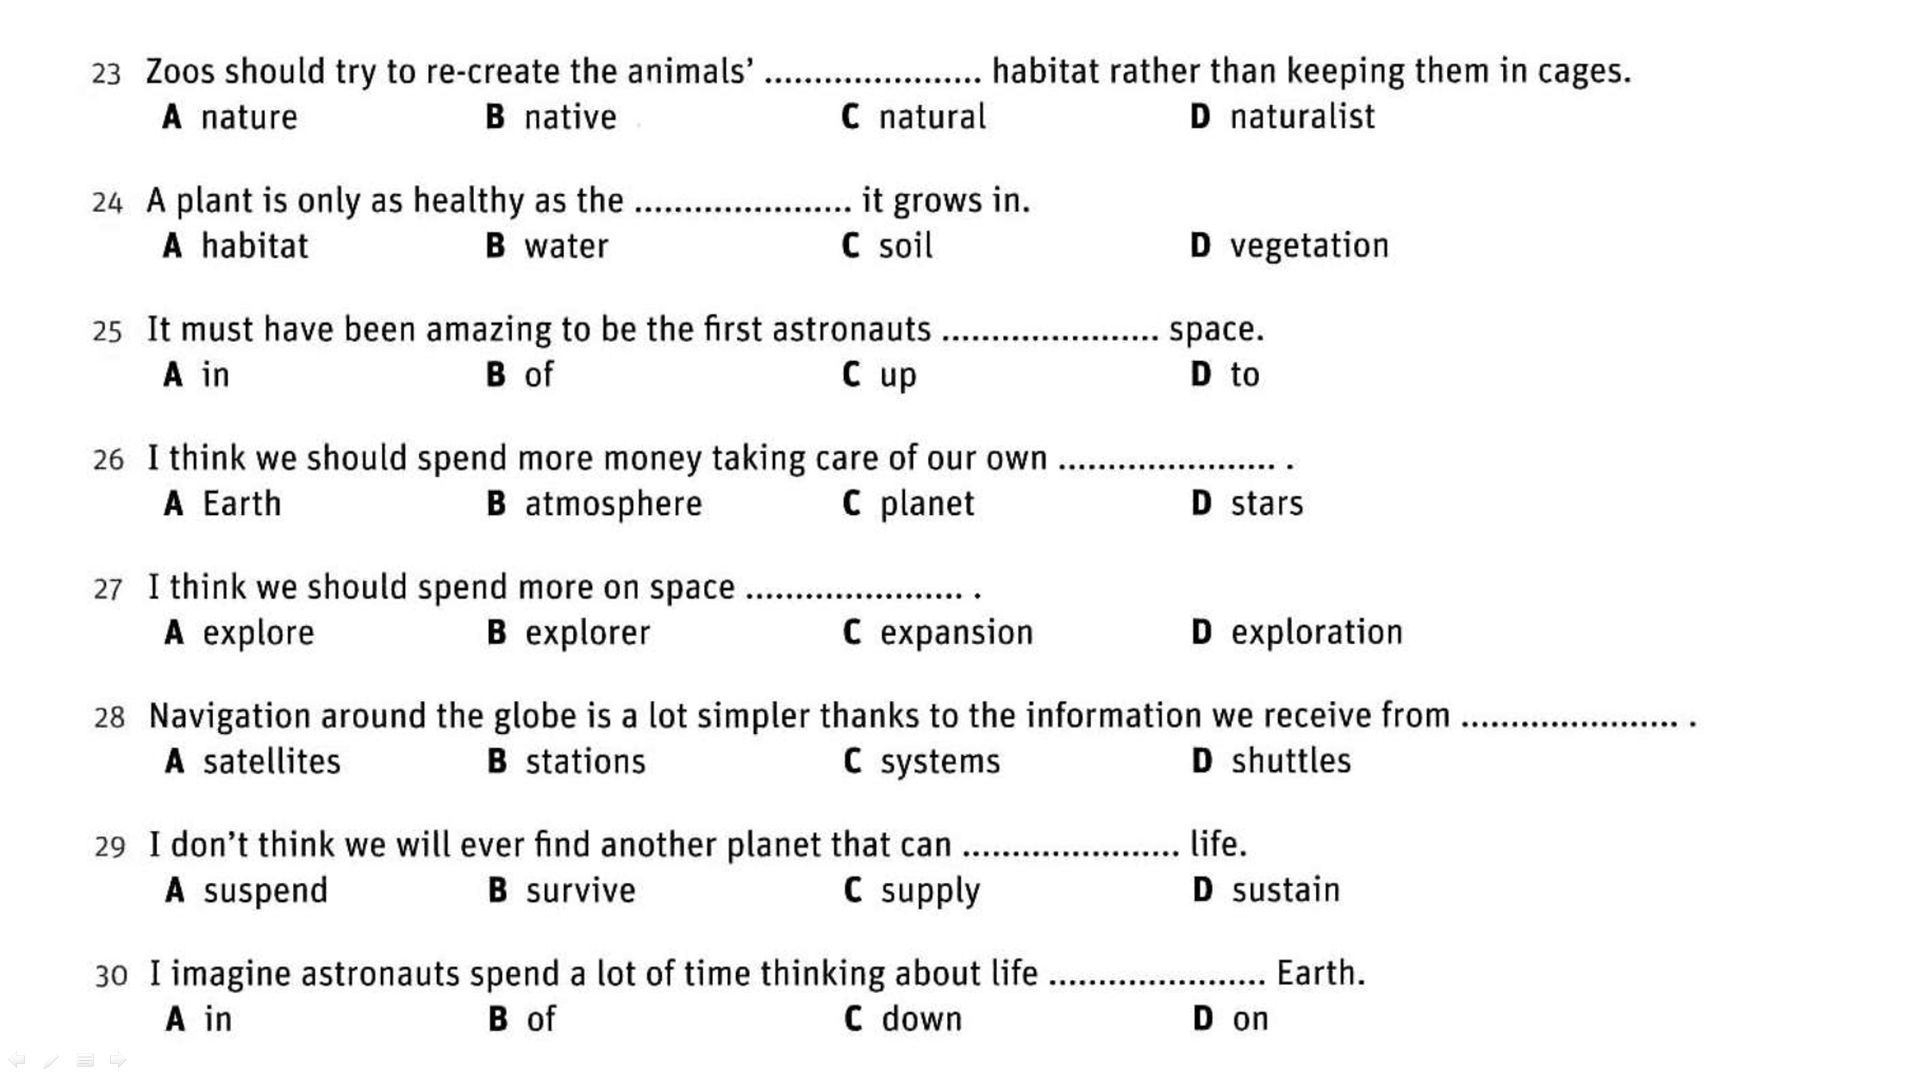 23 Zoos should try to re-create the animals’ ...................... habitat rather than keeping them in cages.
A nature B native C natural D naturalist
24 A plant is only as healthy as the ...................... it grows in.
A habitat B water C soil D vegetation
25 It must have been amazing to be the first astronauts ...................... space.
A in B of C up D to
26 I think we should spend more money taking care of our own ...................... .
A Earth B atmosphere C planet D stars
27 I think we should spend more on space ...................... .
A explore B explorer C expansion D exploration
28 Navigation around the globe is a lot simpler thanks to the information we receive from ...................... .
A satellites B stations C systems D shuttles
29 I don’t think we will ever find another planet that can ...................... life.
A suspend B survive C supply D sustain
30 I imagine astronauts spend a lot of time thinking about life ...................... Earth.
A in B of C down D on